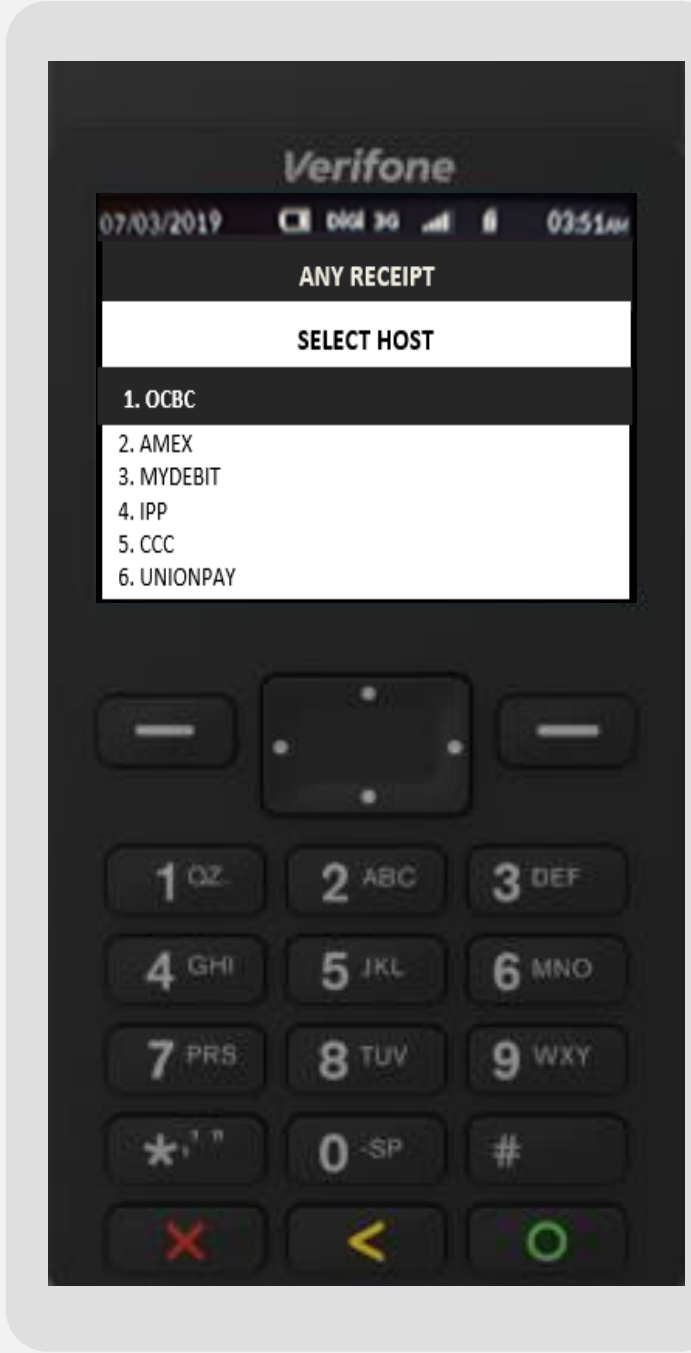 Verifone
07/03/2019 DIGI 3G 03:51AM
ANY RECEIPT
SELECT HOST
1. OCBC
2. AMEX
3. MYDEBIT
4. IPP
5. CCC
6. UNIONPAY
1 QZ. 2 ABC 3 DEF
4 GHI 5 JKL 6 MNO
7 PRS 8 TUV 9 WXY
*,'" 0 -SP #